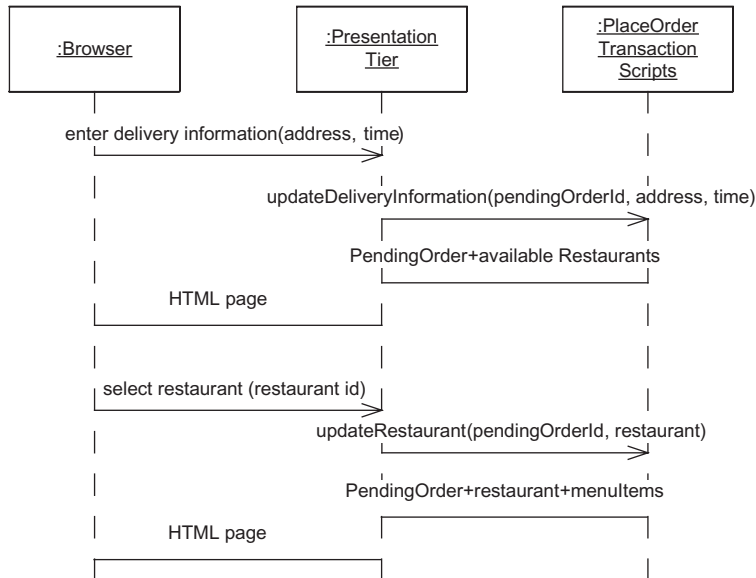 :Browser
:Presentation
Tier
:PlaceOrder
Transaction
Scripts
enter delivery information(address, time)
updateDeliveryInformation(pendingOrderId, address, time)
PendingOrder+available Restaurants
HTML page
select restaurant (restaurant id)
updateRestaurant(pendingOrderId, restaurant)
PendingOrder+restaurant+menuItems
HTML page